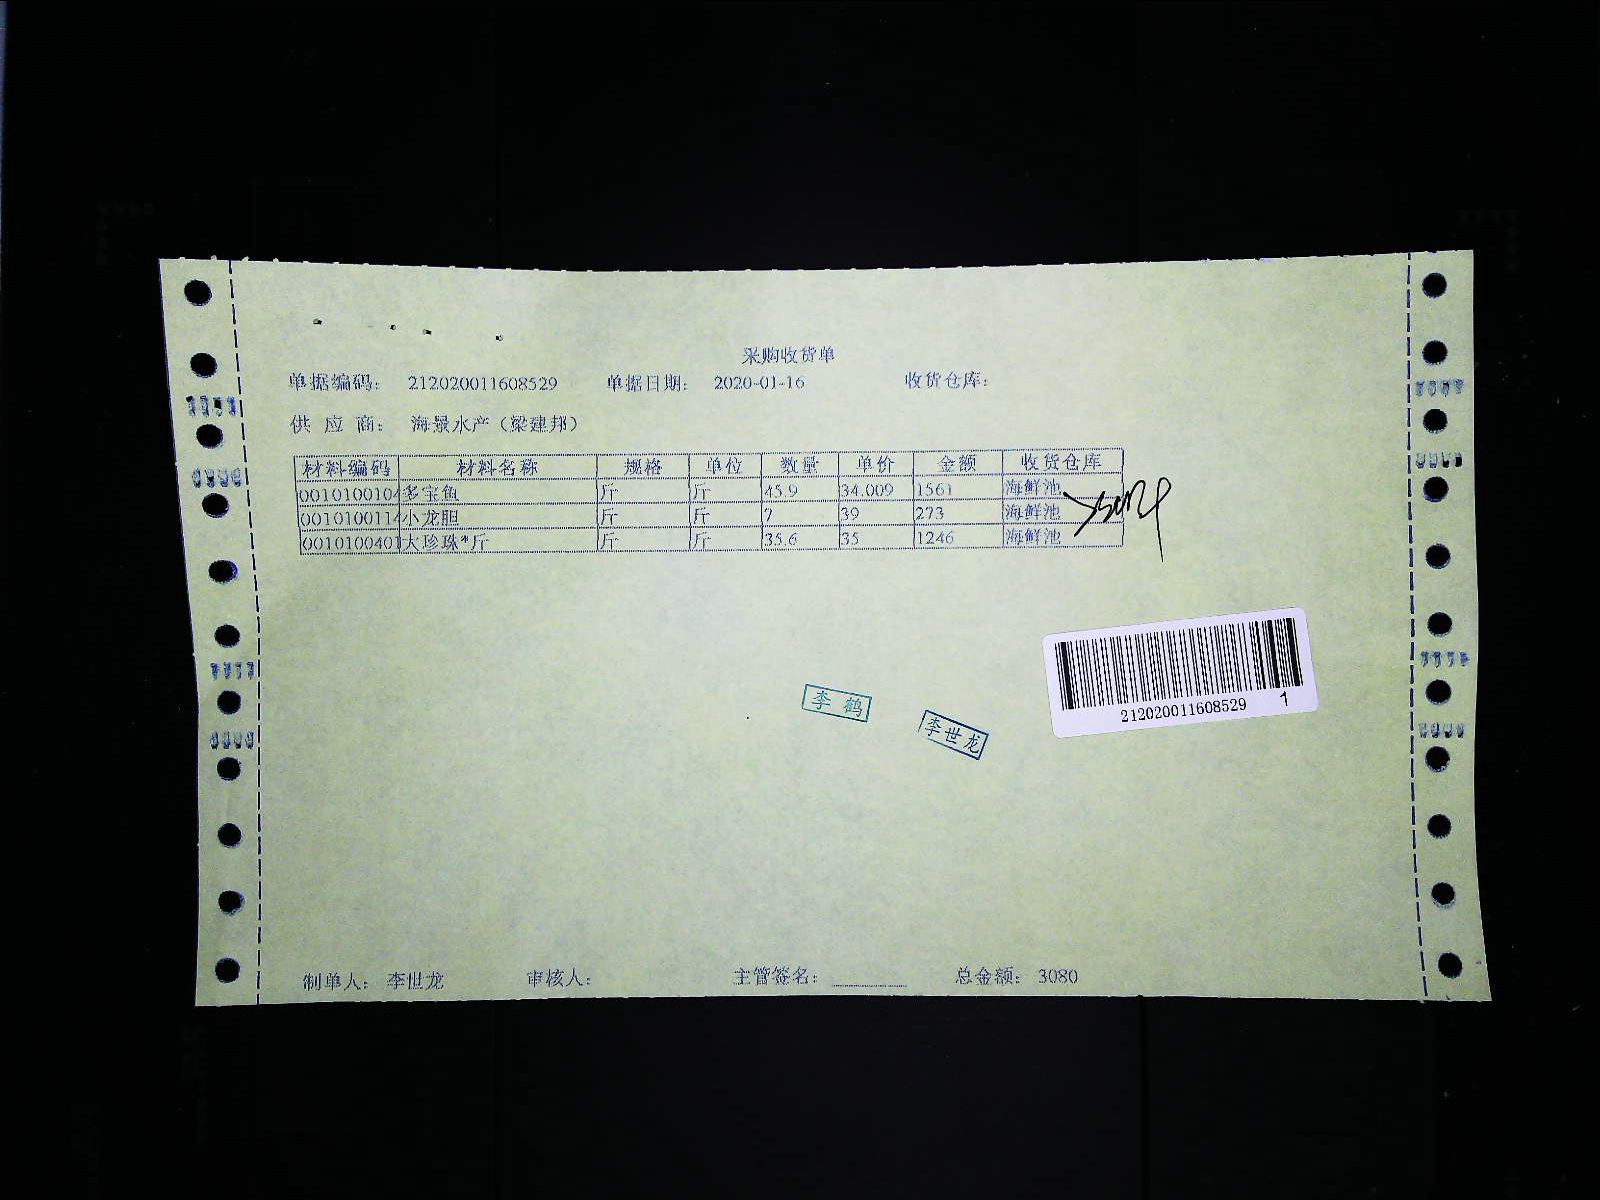 采购收货单
单据编码： 212020011608529 单据日期： 2020-01-16 收货仓库：
供 应 商： 海景水产（梁建邦）
材料编码 材料名称 规格 单位 数量 单价 金额 收货仓库
0010100104 多宝鱼 斤 斤 45.9 34.009 1561 海鲜池
0010100114 小龙胆 斤 斤 7 39 273 海鲜池
0010100401 大珍珠*斤 斤 斤 35.6 35 1246 海鲜池
212020011608529 1
李 鹤
李世龙
制单人： 李世龙 审核人： 主管签名： 总金额： 3080